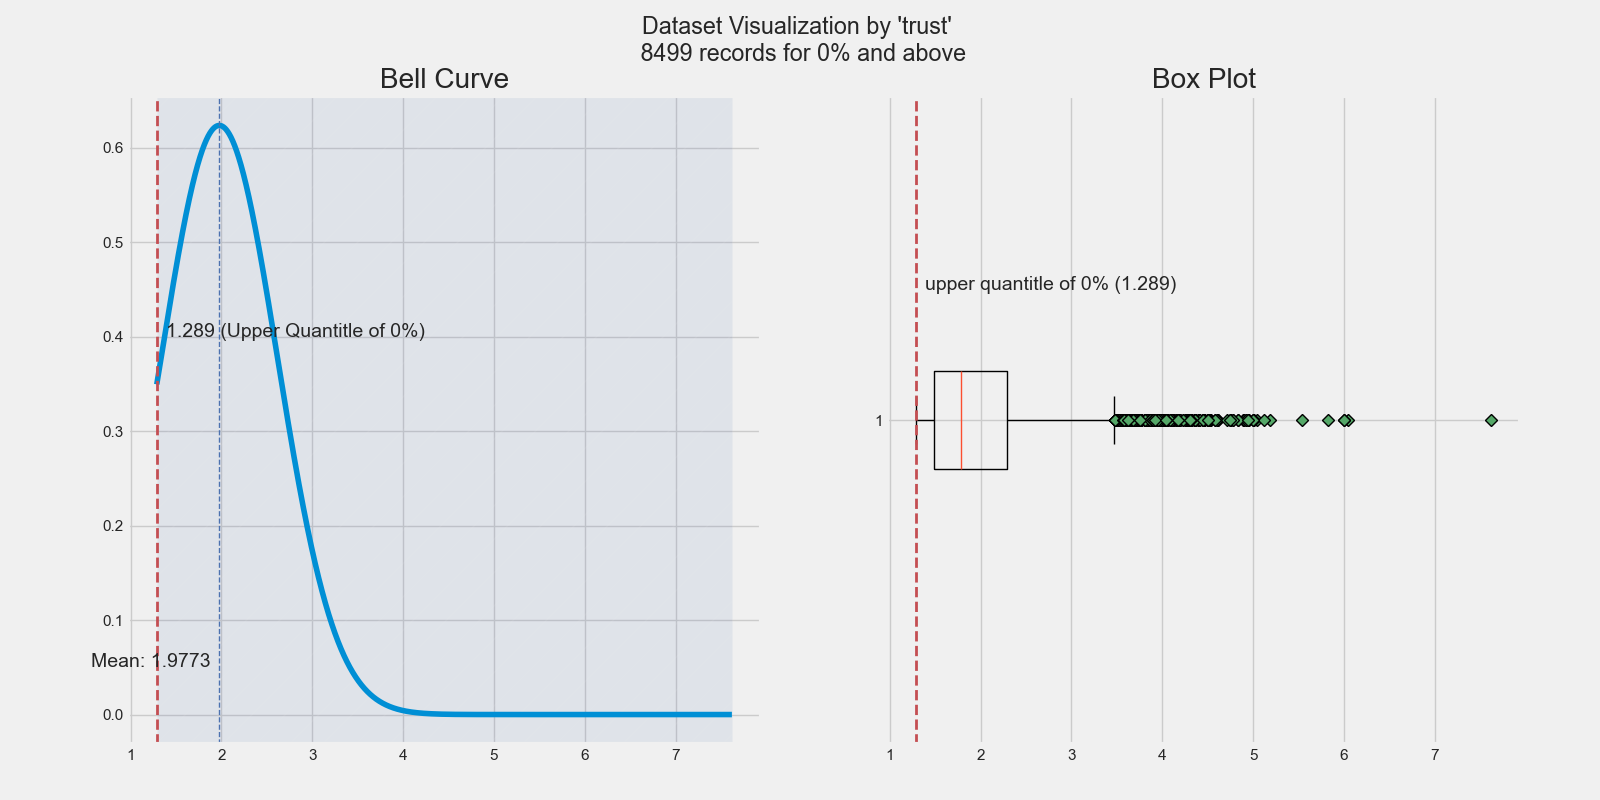 Dataset Visualization by 'trust'
8499 records for 0% and above
Bell Curve
0.6
0.5
0.4
0.3
0.2
0.1
0.0
1.289 (Upper Quantitle of 0%)
Mean: 1.9773
1 2 3 4 5 6 7
Box Plot
upper quantitle of 0% (1.289)
1
1 2 3 4 5 6 7